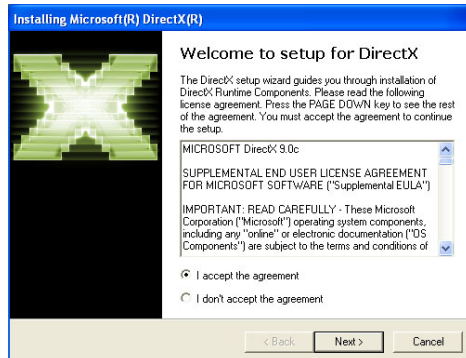 Installing Microsoft(R) DirectX(R)
Welcome to setup for DirectX
The DirectX setup wizard guides you through installation of
DirectX Runtime Components. Please read the following
license agreement. Press the PAGE DOWN key to see the rest
of the agreement. You must accept the agreement to continue
the setup.
MICROSOFT DirectX 9.0c
SUPPLEMENTAL END USER LICENSE AGREEMENT
FOR MICROSOFT SOFTWARE ("Supplemental EULA")
IMPORTANT: READ CAREFULLY - These Microsoft
Corporation ("Microsoft") operating system components,
including any "online" or electronic documentation ("OS
Components") are subject to the terms and conditions of
I accept the agreement
I don't accept the agreement
< Back
Next >
Cancel